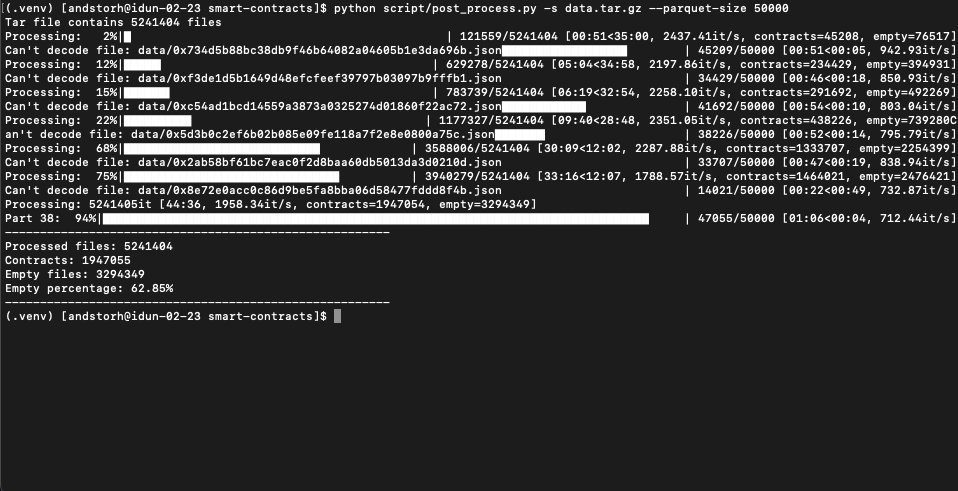 (.venv) [andstorh@idun-02-23 smart-contracts]$ python script/post_process.py -s data.tar.gz --parquet-size 50000
Tar file contains 5241404 files
Processing:   2%| | 121559/5241404 [00:51<35:00, 2437.41it/s, contracts=45208, empty=76517]
Can't decode file: data/0x734d5b88bc38db9f46b64082a04605b1e3da696b.json | 45209/50000 [00:51<00:05, 942.93it/s]
Processing:  12%| | 629278/5241404 [05:04<34:58, 2197.86it/s, contracts=234429, empty=394931]
Can't decode file: data/0xf3de1d5b1649d48efcfeef39797b03097b9fffb1.json | 34429/50000 [00:46<00:18, 850.93it/s]
Processing:  15%| | 783739/5241404 [06:19<32:54, 2258.10it/s, contracts=291692, empty=492269]
Can't decode file: data/0xc54ad1bcd14559a3873a0325274d01860f22ac72.json | 41692/50000 [00:54<00:10, 803.04it/s]
Processing:  22%| | 1177327/5241404 [09:40<28:48, 2351.05it/s, contracts=438226, empty=739280C
an't decode file: data/0x5d3b0c2ef6b02b085e09fe118a7f2e8e0800a75c.json | 38226/50000 [00:52<00:14, 795.79it/s]
Processing:  68%| | 3588006/5241404 [30:09<12:02, 2287.88it/s, contracts=1333707, empty=2254399]
Can't decode file: data/0x2ab58bf61bc7eac0f2d8baa60db5013da3d0210d.json | 33707/50000 [00:47<00:19, 838.94it/s]
Processing:  75%| | 3940279/5241404 [33:16<12:07, 1788.57it/s, contracts=1464021, empty=2476421]
Can't decode file: data/0x8e72e0acc0c86d9be5fa8bba06d58477fddd8f4b.json | 14021/50000 [00:22<00:49, 732.87it/s]
Processing: 5241405it [44:36, 1958.34it/s, contracts=1947054, empty=3294349]
Part 38:  94%| | 47055/50000 [01:06<00:04, 712.44it/s]
-------------------------------------------------------
Processed files: 5241404
Contracts: 1947055
Empty files: 3294349
Empty percentage: 62.85%
-------------------------------------------------------
(.venv) [andstorh@idun-02-23 smart-contracts]$